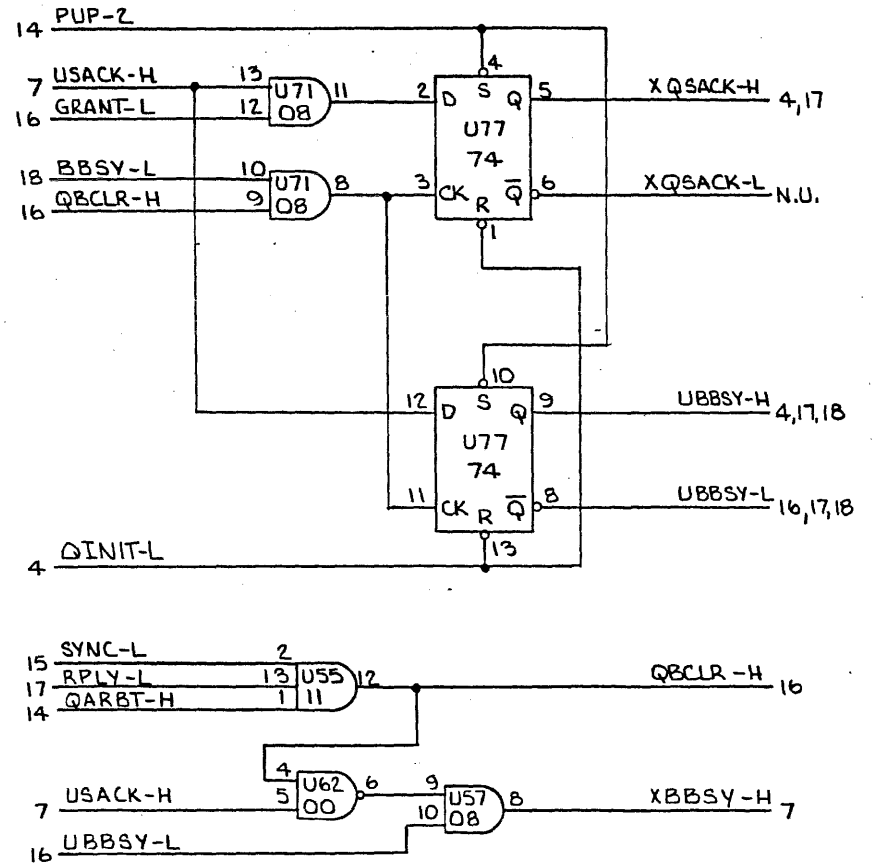 14 PUP-2
7 USACK-H 13 U71 11
16 GRANT-L 12 08
18 BBSY-L 10 U71 8
16 QBCLR-H 9 08
4
2 D S Q 5 XQSACK-H 4,17
U77
74
3 CK R Q 6 XQSACK-L N.U.
1
10
12 D S Q 9 UBBSY-H 4,17,18
U77
74
11 CK R Q 8 UBBSY-L 16,17,18
13
4 QINIT-L
15 SYNC-L 2
17 RPLY-L 13 U55 12 QBCLR-H 16
14 QARBT-H 1 11
4 U62 6 9 U57 8 XBBSY-H 7
7 USACK-H 5 00 10 08
16 UBBSY-L